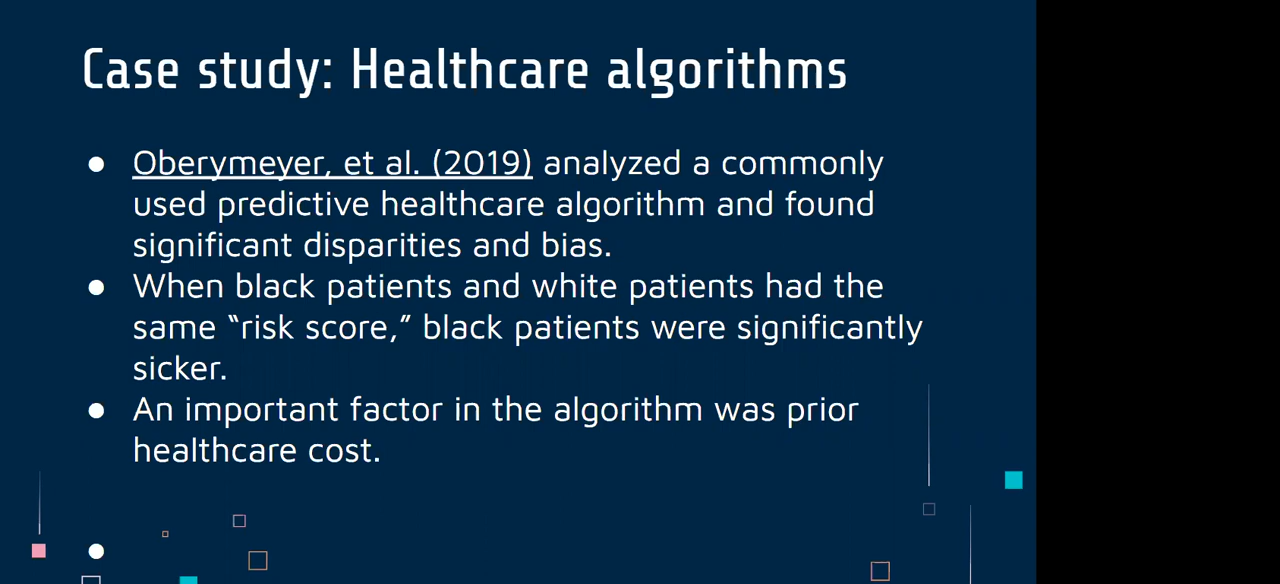 Case study: Healthcare algorithms
● Oberymeyer, et al. (2019) analyzed a commonly
used predictive healthcare algorithm and found
significant disparities and bias.
● When black patients and white patients had the
same “risk score,” black patients were significantly
sicker.
● An important factor in the algorithm was prior
healthcare cost.
●